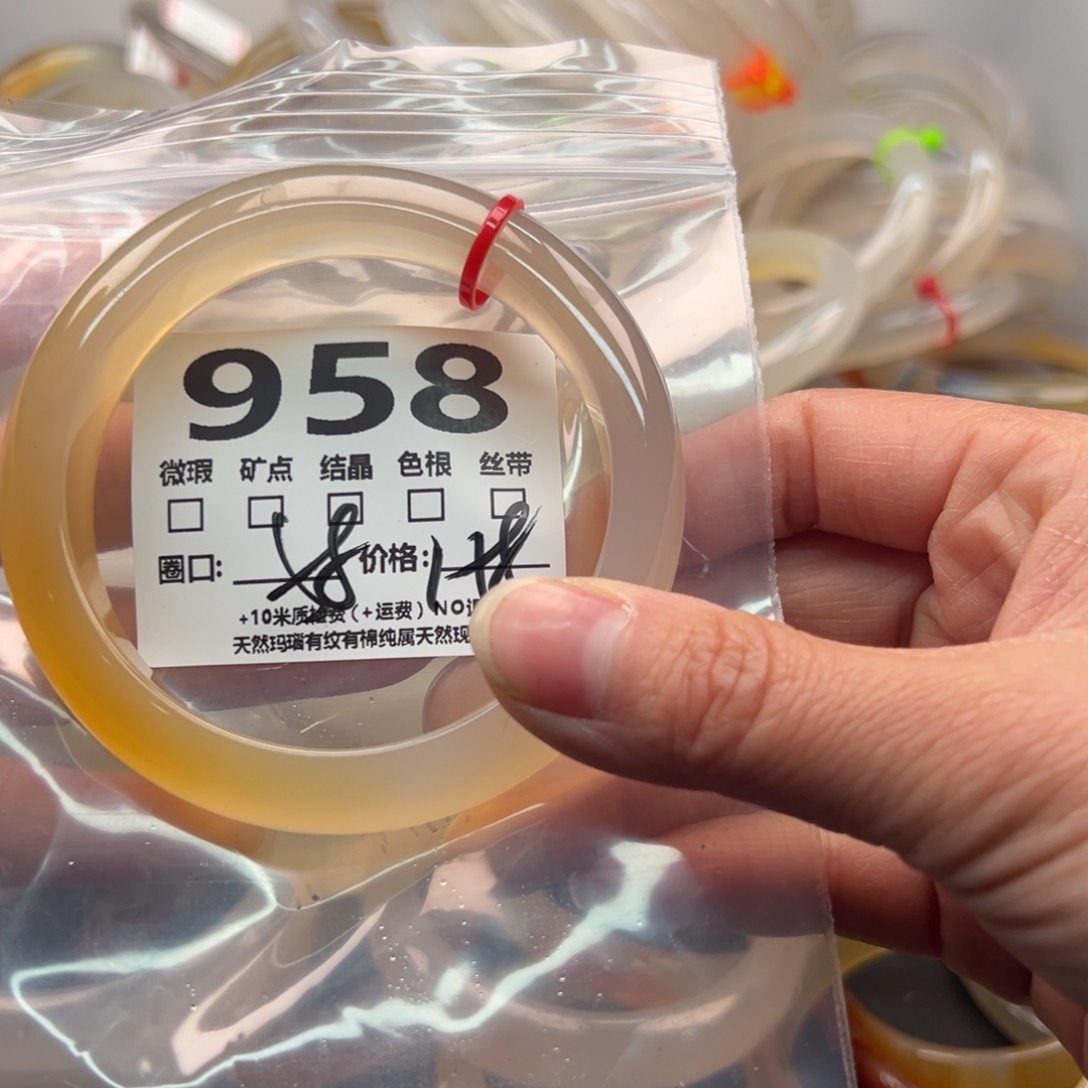 958
微瑕 矿点 结晶 色根 丝带
圈口: 58 价格:
+10米质检费（+运费）NO
天然玛瑙有纹有棉纯属天然现